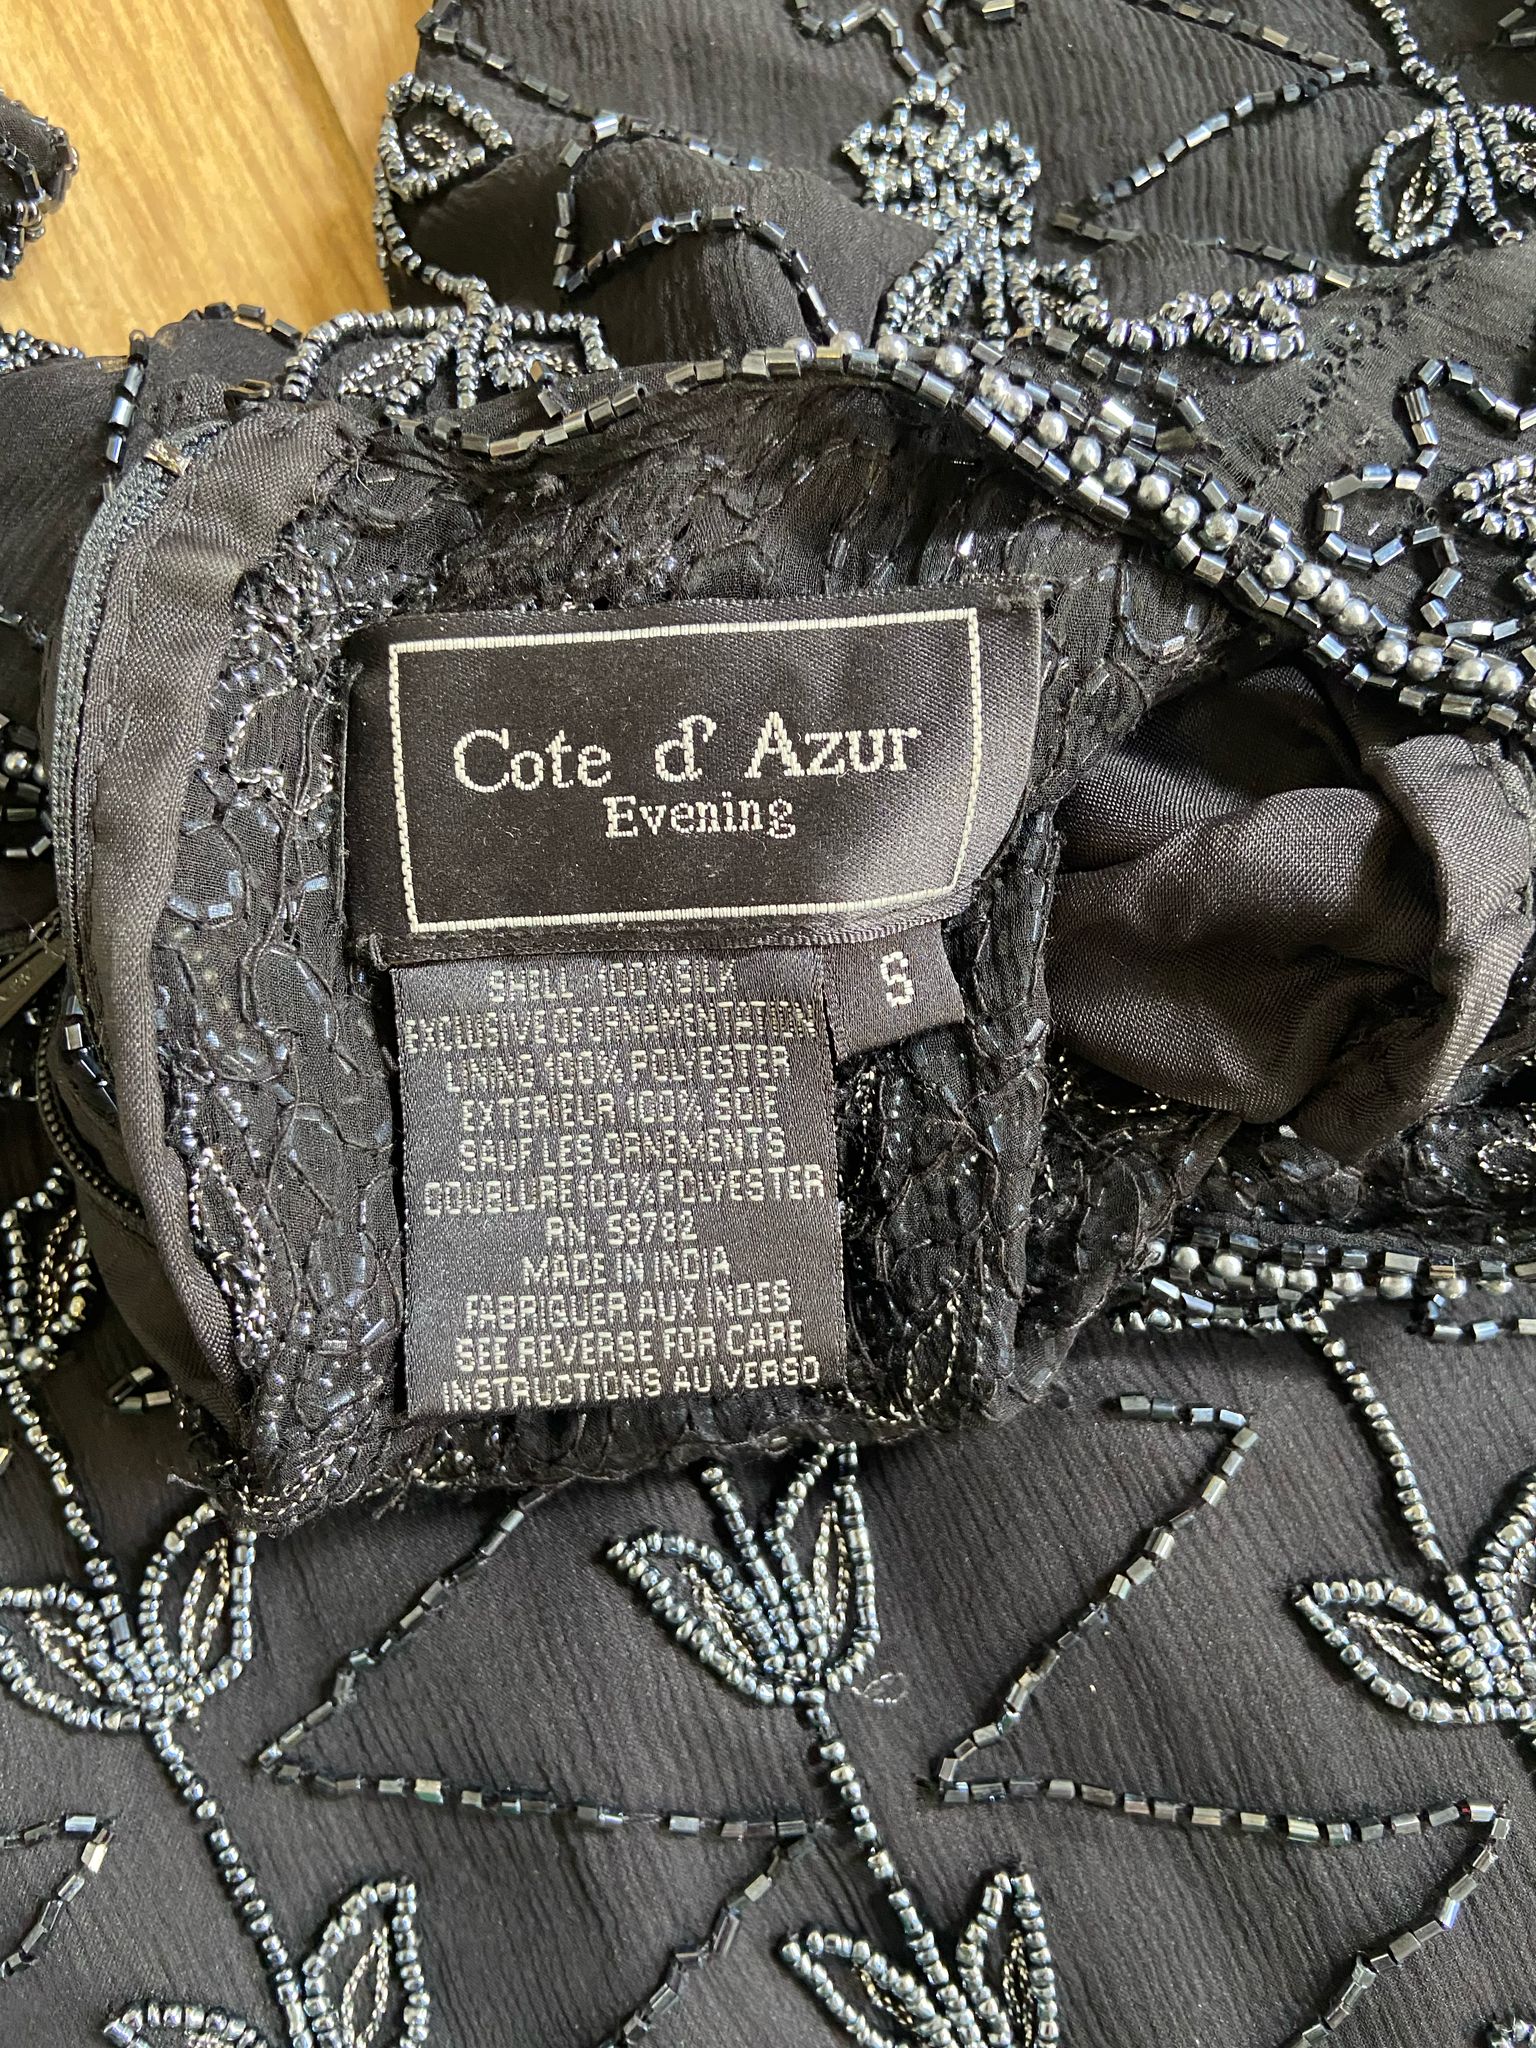 Cote d'Azur
Evening
S
SHELL 100% SILK
EXCLUSIVE OF ORNAMENTATION
LINING 100% POLYESTER
EXTERIEUR 100% SOIE
SAUF LES ORNEMENTS
DOUBLURE 100% POLYESTER
RN. 59782
MADE IN INDIA
FABRIQUER AUX INDES
SEE REVERSE FOR CARE
INSTRUCTIONS AU VERSO